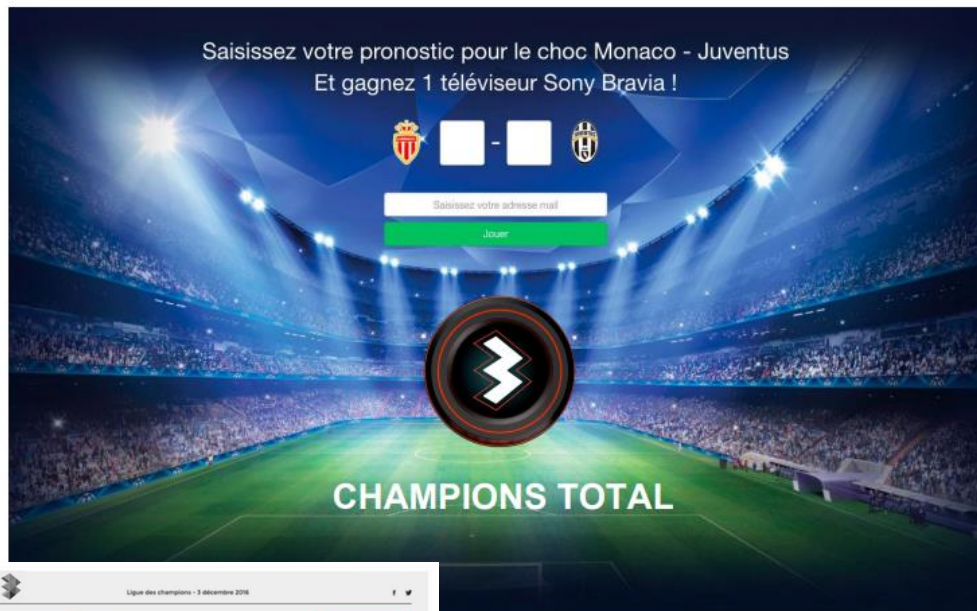 Saisissez votre pronostic pour le choc Monaco - Juventus
Et gagnez 1 téléviseur Sony Bravia !
-
Saisissez votre adresse mail
Jouer
CHAMPIONS TOTAL
Ligue des champions - 3 décembre 2016